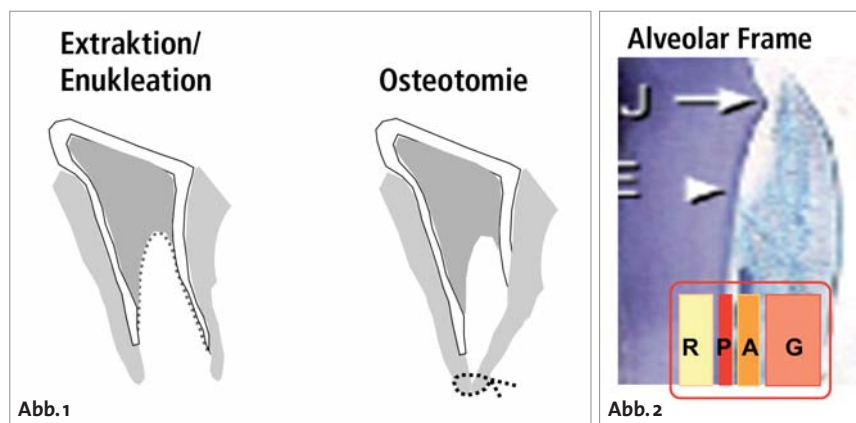 Extraktion/
Enukleation
Osteotomie
Abb.1
Alveolar Frame
J
E
R P A G
Abb.2